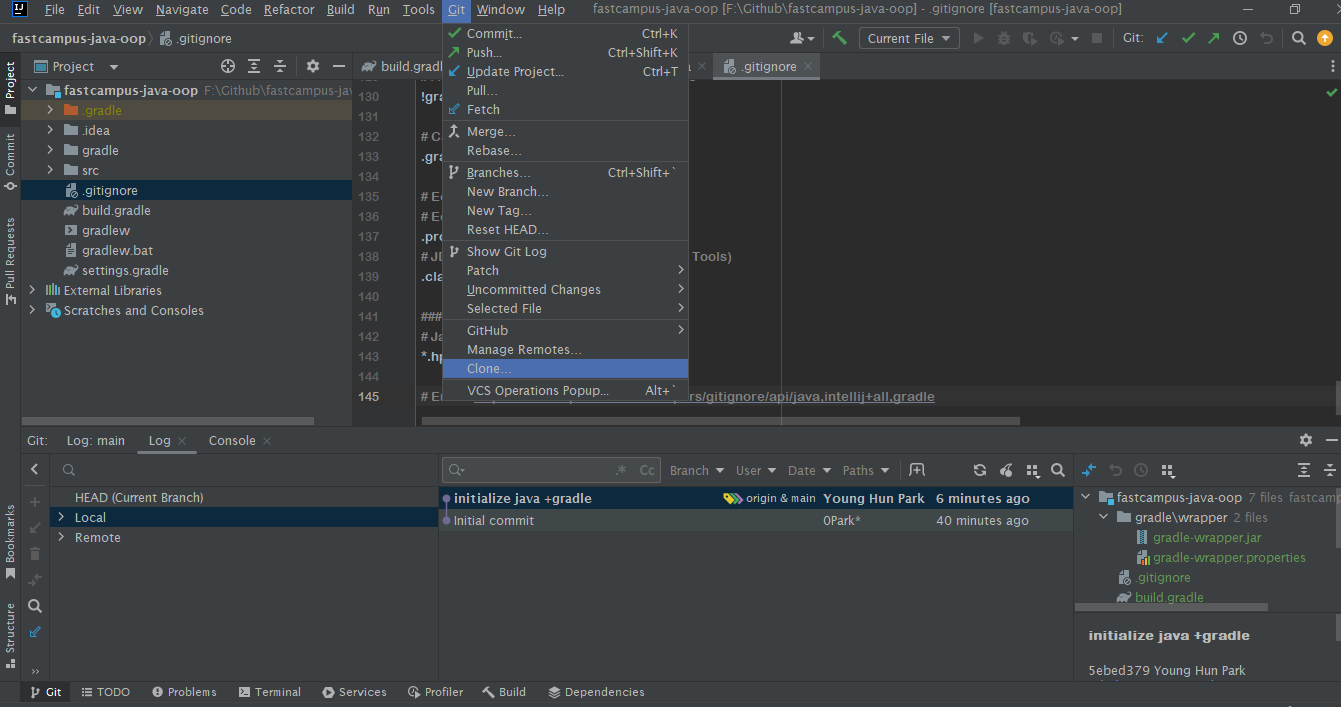 IJ File Edit View Navigate Code Refactor Build Run Tools Git Window Help fastcampus-java-oop [F:\Github\fastcampus-java-oop] - .gitignore [fastcampus-java-oop]
fastcampus-java-oop .gitignore
Current File Git:
Project
build.gradl
.gitignore
fastcampus-java-oop F:\Github\fastcampus-jav
.gradle
.idea
gradle
src
.gitignore
build.gradle
gradlew
gradlew.bat
settings.gradle
External Libraries
Scratches and Consoles
Project
Commit
Pull Requests
Bookmarks
Structure
Commit... Ctrl+K
Push... Ctrl+Shift+K
Update Project... Ctrl+T
Pull...
Fetch
Merge...
Rebase...
Branches... Ctrl+Shift+`
New Branch...
New Tag...
Reset HEAD...
Show Git Log
Patch
Uncommitted Changes
Selected File
GitHub
Manage Remotes...
Clone...
VCS Operations Popup... Alt+`
130 !gra
131
132 # C
133 .gra
134
135 # Ec
136 # Ec
137 .pro
138 # JD Tools)
139 .cla
140
141 ###
142 # Ja
143 *.hp
144
145 # En rs/gitignore/api/java,intellij+all,gradle
Git: Log: main Log Console
HEAD (Current Branch)
Local
Remote
.* Cc Branch User Date Paths
initialize java +gradle origin & main Young Hun Park 6 minutes ago
Initial commit 0Park* 40 minutes ago
fastcampus-java-oop 7 files fastcamp
gradle\wrapper 2 files
gradle-wrapper.jar
gradle-wrapper.properties
.gitignore
build.gradle
initialize java +gradle
5ebed379 Young Hun Park
Git TODO Problems Terminal Services Profiler Build Dependencies